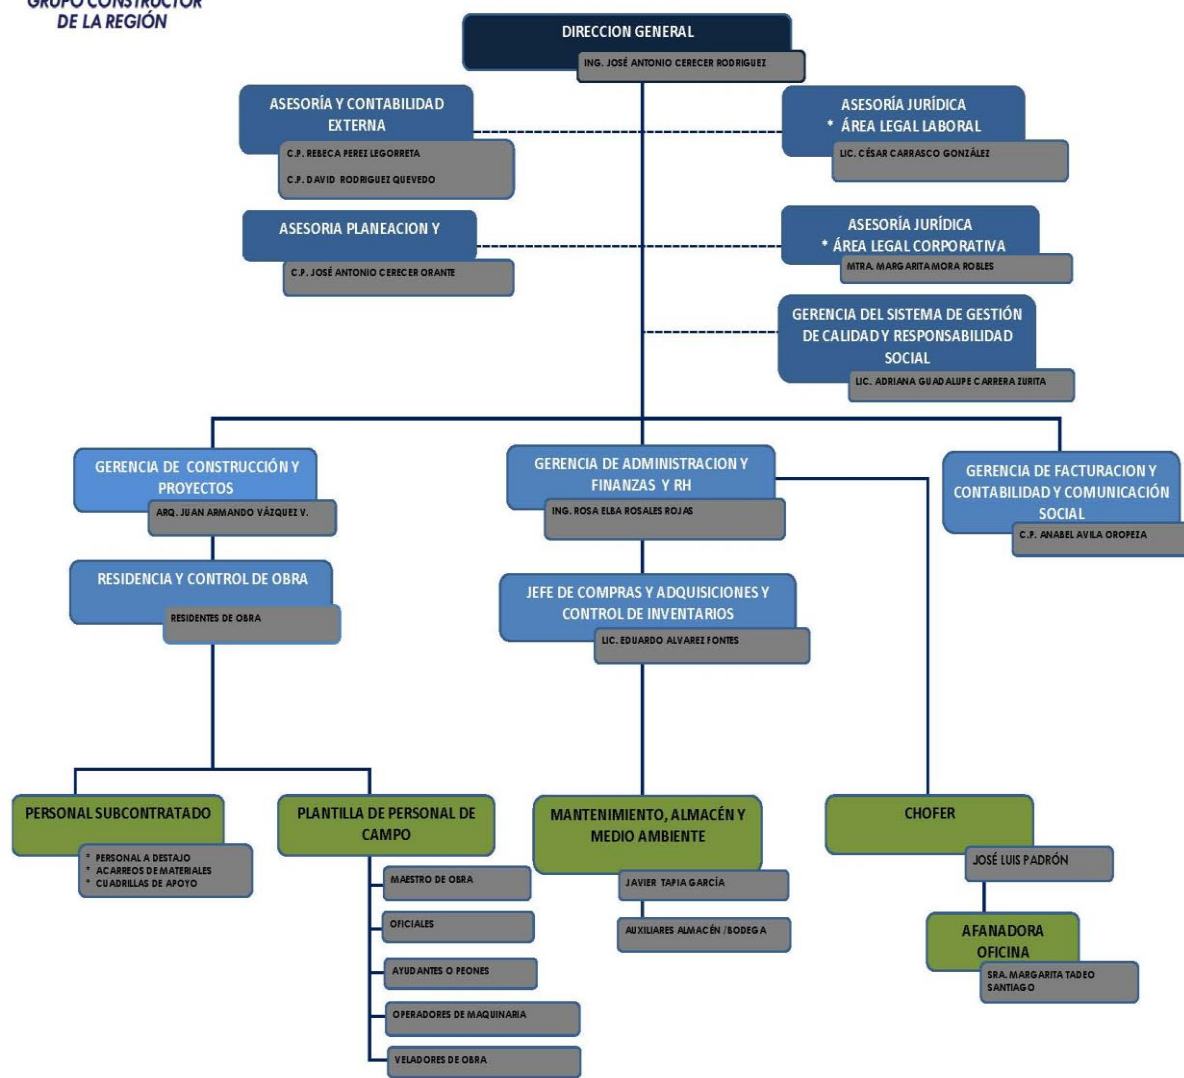 GRUPO CONSTRUCTOR
DE LA REGIÓN
DIRECCION GENERAL
ING. JOSÉ ANTONIO CERECER RODRIGUEZ
ASESORÍA Y CONTABILIDAD
EXTERNA
C.P. REBECA PEREZ LEGORRETA
C.P. DAVID RODRIGUEZ QUEVEDO
ASESORÍA JURÍDICA
* ÁREA LEGAL LABORAL
LIC. CÉSAR CARRASCO GONZÁLEZ
ASESORIA PLANEACION Y
C.P. JOSÉ ANTONIO CERECER ORANTE
ASESORÍA JURÍDICA
* ÁREA LEGAL CORPORATIVA
MTRA. MARGARITA MORA ROBLES
GERENCIA DEL SISTEMA DE GESTIÓN
DE CALIDAD Y RESPONSABILIDAD
SOCIAL
LIC. ADRIANA GUADALUPE CARRERA ZURITA
GERENCIA DE CONSTRUCCIÓN Y
PROYECTOS
ARQ. JUAN ARMANDO VÁZQUEZ V.
GERENCIA DE ADMINISTRACION Y
FINANZAS Y RH
ING. ROSA ELBA ROSALES ROJAS
GERENCIA DE FACTURACION Y
CONTABILIDAD Y COMUNICACIÓN
SOCIAL
C.P. ANABEL AVILA OROPEZA
RESIDENCIA Y CONTROL DE OBRA
RESIDENTES DE OBRA
JEFE DE COMPRAS Y ADQUISICIONES Y
CONTROL DE INVENTARIOS
LIC. EDUARDO ALVAREZ FONTES
PERSONAL SUBCONTRATADO
* PERSONAL A DESTAJO
* ACARREOS DE MATERIALES
* CUADRILLAS DE APOYO
PLANTILLA DE PERSONAL DE
CAMPO
MAESTRO DE OBRA
OFICIALES
AYUDANTES O PEONES
OPERADORES DE MAQUINARIA
VELADORES DE OBRA
MANTENIMIENTO, ALMACÉN Y
MEDIO AMBIENTE
JAVIER TAPIA GARCÍA
AUXILIARES ALMACÉN /BODEGA
CHOFER
JOSÉ LUIS PADRÓN
AFANADORA
OFICINA
SRA. MARGARITA TADEO
SANTIAGO